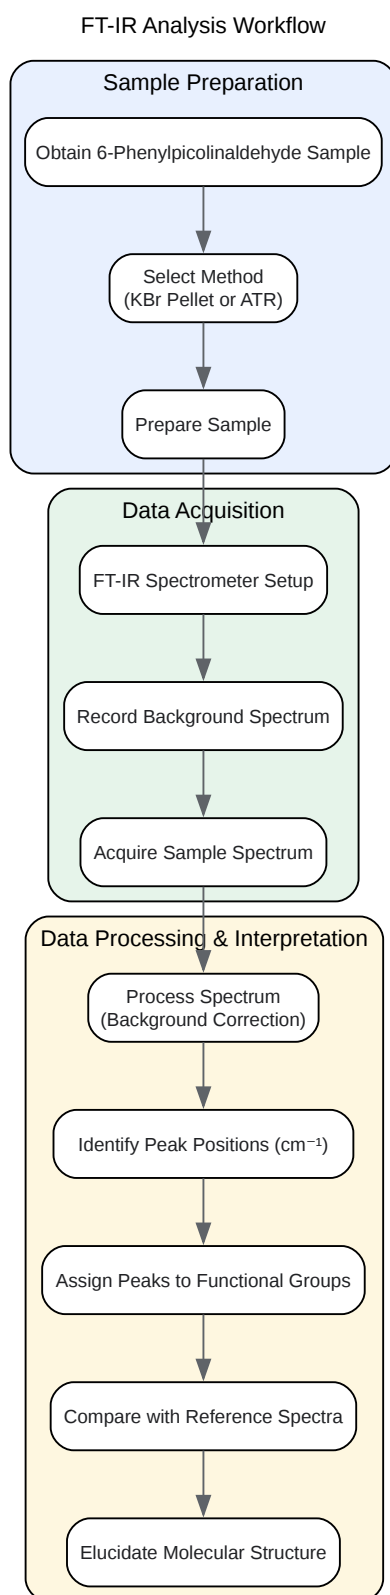 FT-IR Analysis Workflow
Sample Preparation
Obtain 6-Phenylpicolinaldehyde Sample
Select Method
(KBr Pellet or ATR)
Prepare Sample
Data Acquisition
FT-IR Spectrometer Setup
Record Background Spectrum
Acquire Sample Spectrum
Data Processing & Interpretation
Process Spectrum
(Background Correction)
Identify Peak Positions (cm⁻¹)
Assign Peaks to Functional Groups
Compare with Reference Spectra
Elucidate Molecular Structure